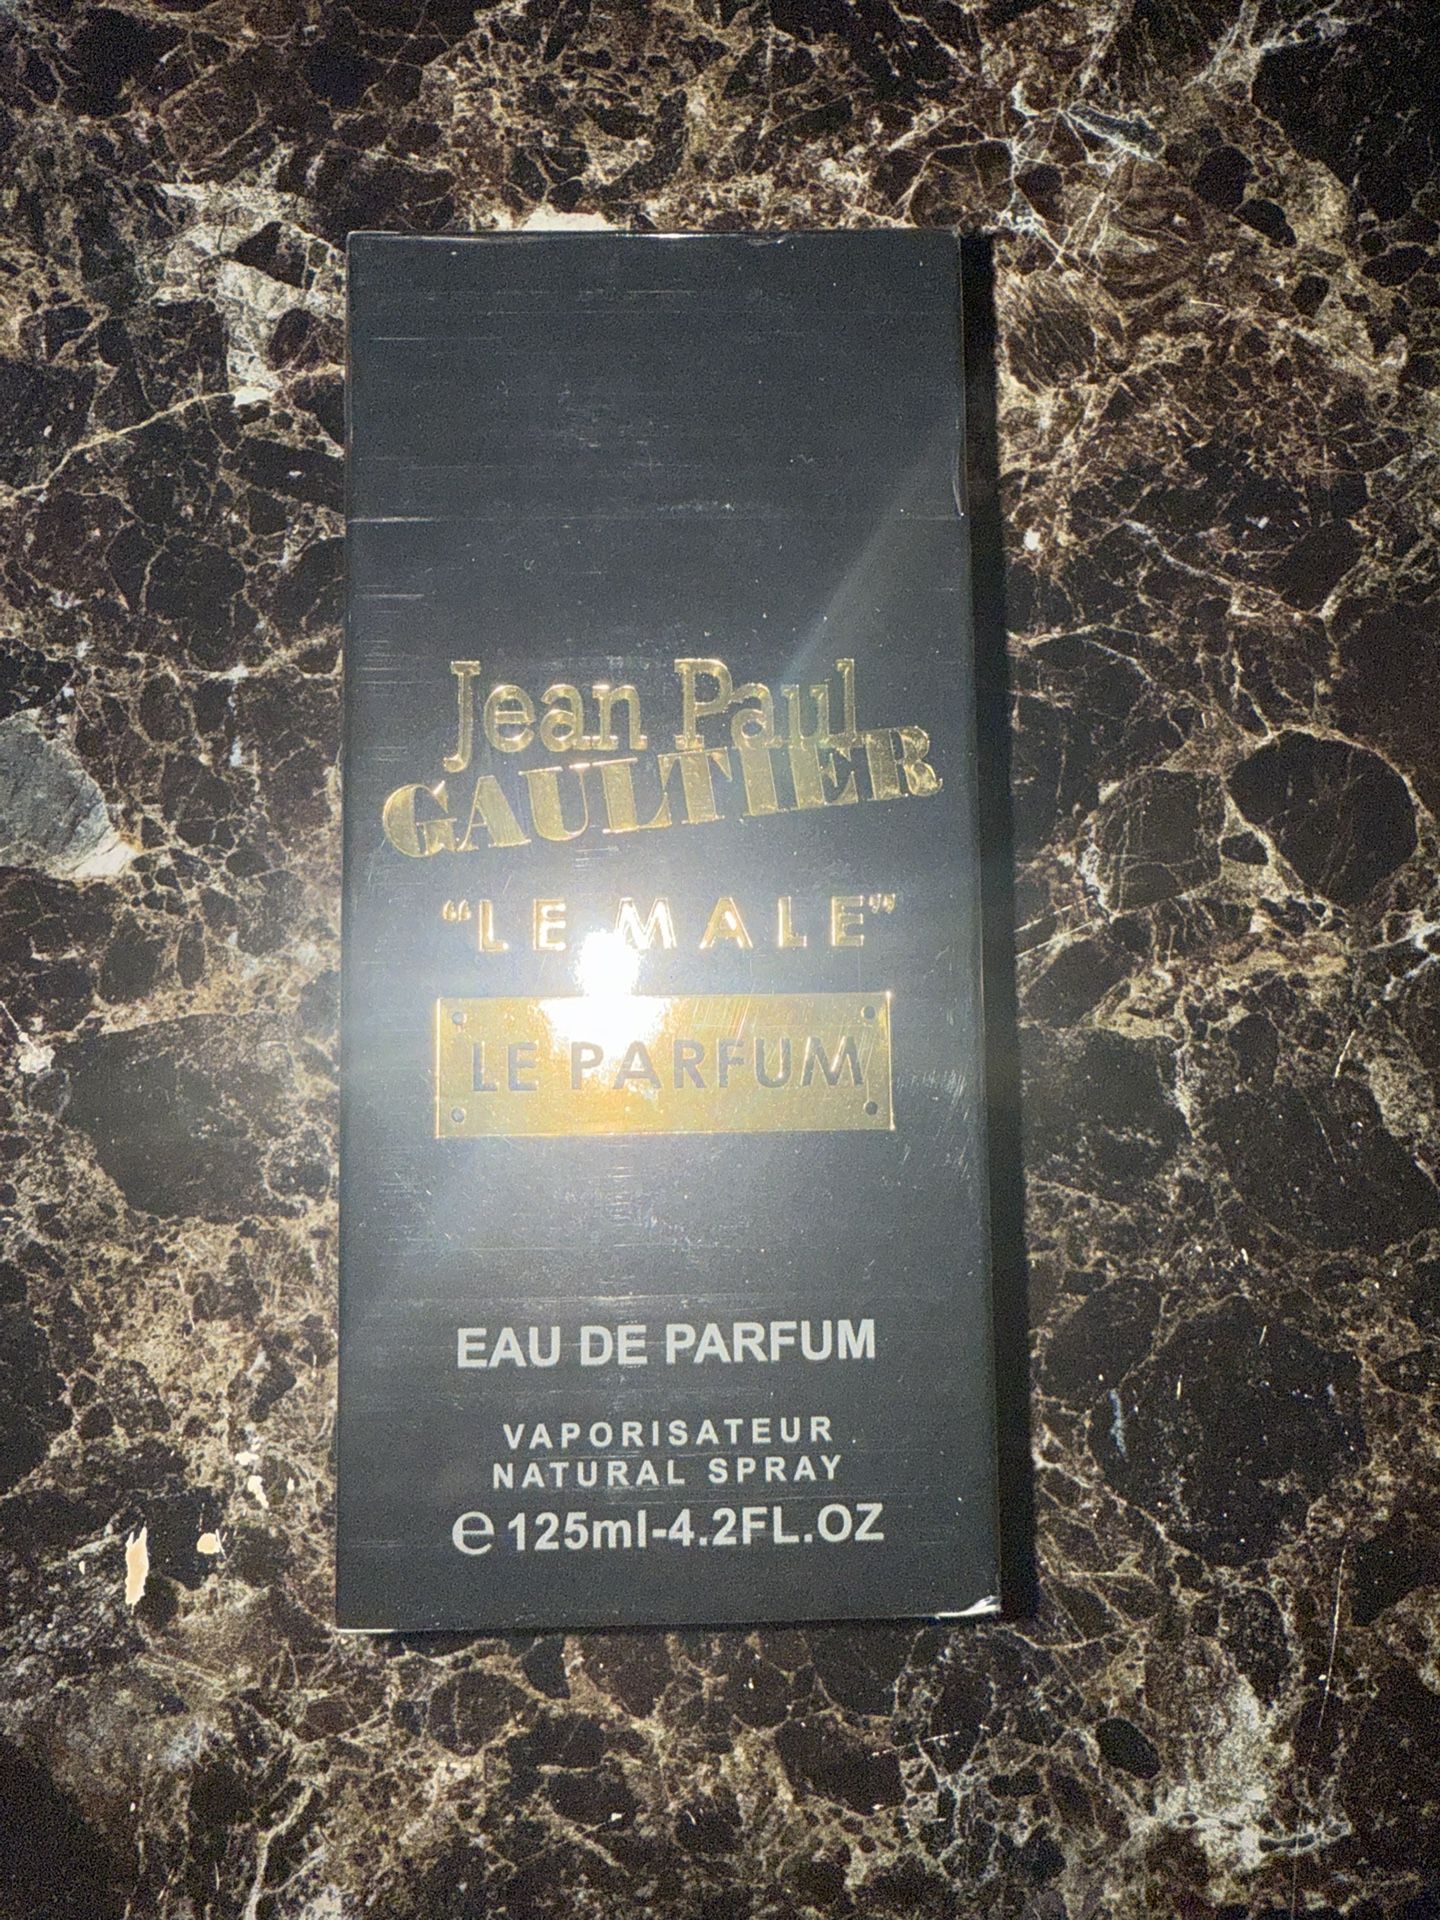 Jean Paul
GAULTIER
"LE MALE"
LE PARFUM
EAU DE PARFUM
VAPORISATEUR
NATURAL SPRAY
e 125ml-4.2FL.OZ